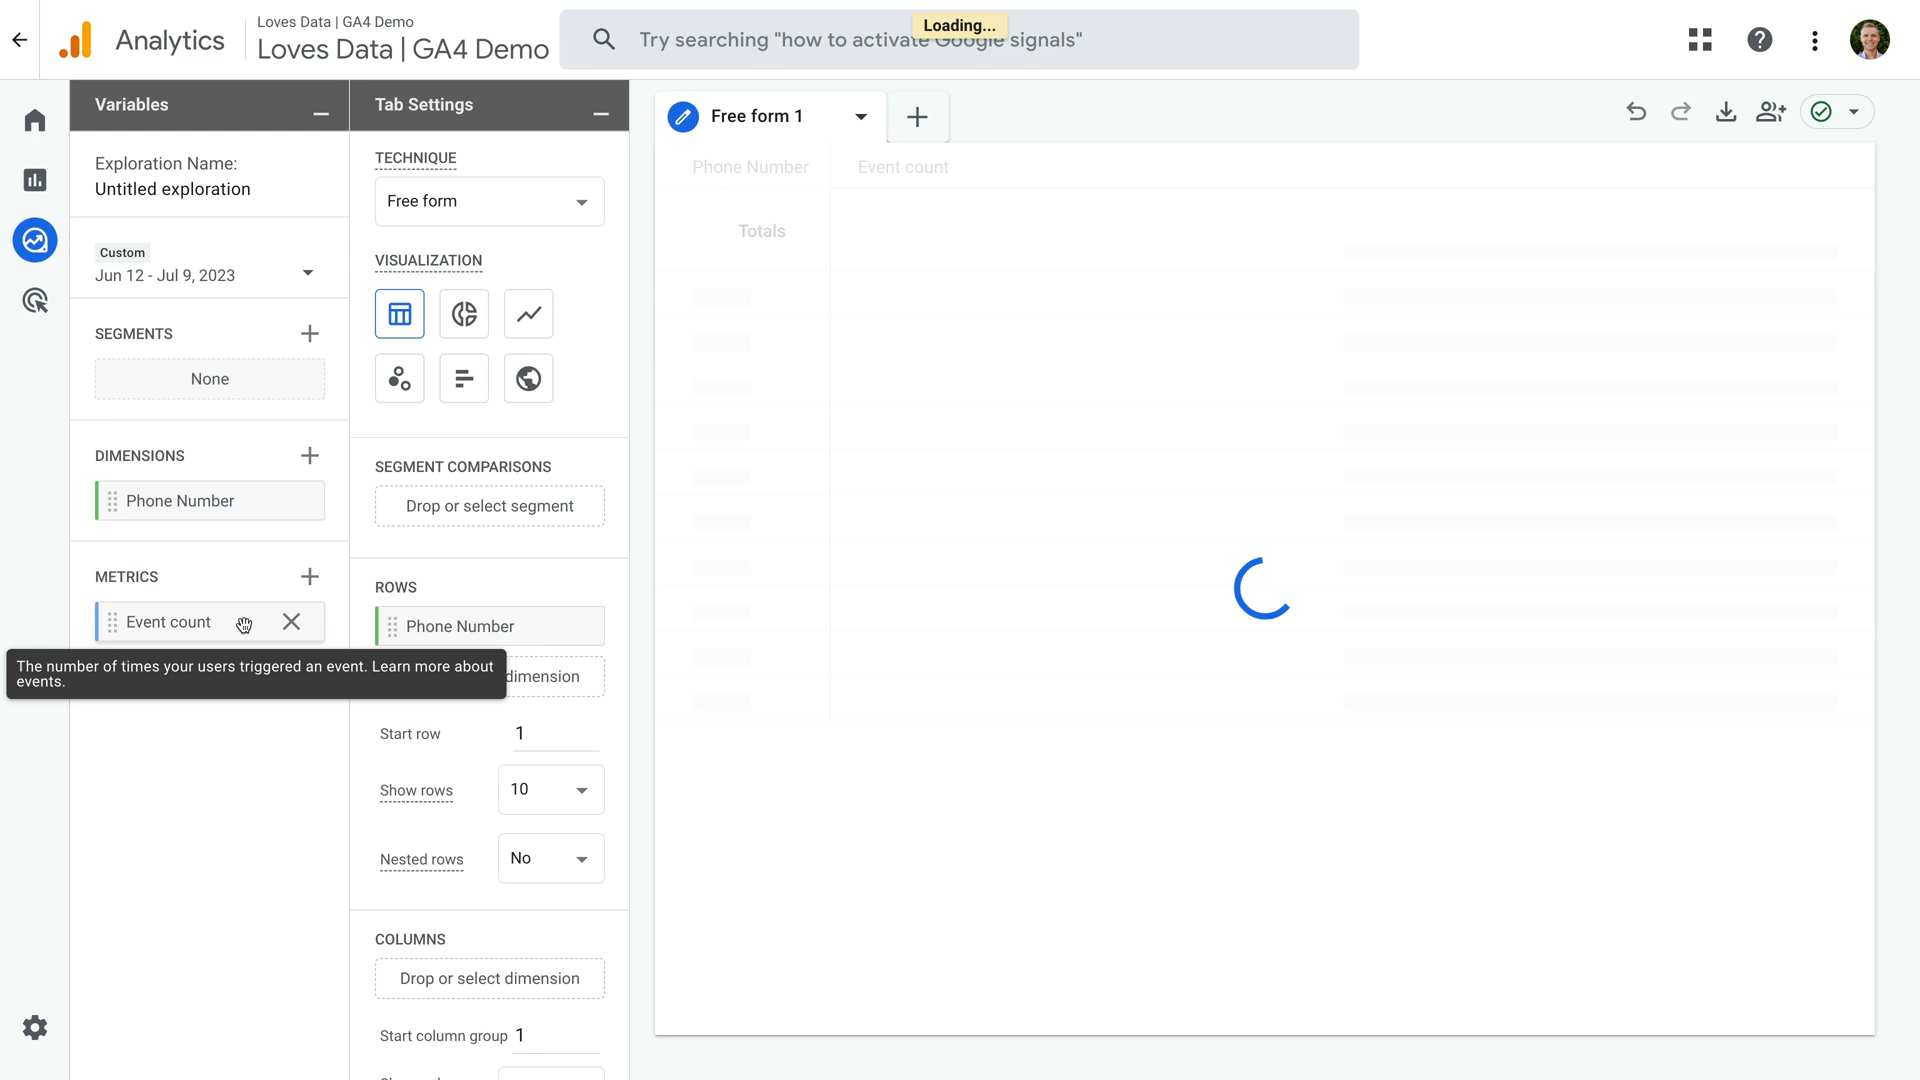 Analytics
Loves Data | GA4 Demo
Loves Data | GA4 Demo
Try searching "how to activate Google signals"
Loading...
Variables
Exploration Name:
Untitled exploration
Custom
Jun 12 - Jul 9, 2023
SEGMENTS
None
DIMENSIONS
Phone Number
METRICS
Event count
The number of times your users triggered an event. Learn more about
events.
Tab Settings
TECHNIQUE
Free form
VISUALIZATION
SEGMENT COMPARISONS
Drop or select segment
ROWS
Phone Number
dimension
Start row 1
Show rows 10
Nested rows No
COLUMNS
Drop or select dimension
Start column group 1
Free form 1
Phone Number Event count
Totals